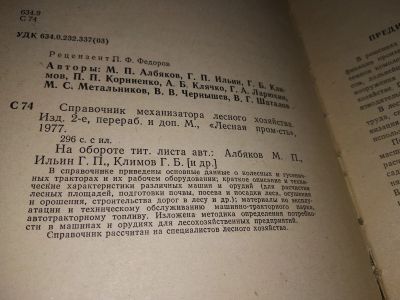 634.9
С 74
УДК 634.0.232.337(03)
Рецензент П. Ф. Федоров
Авторы: М. П. Албяков, Г. П. Ильин, Г. Б. Кли-
мов, П. П. Корниенко, А. Б. Клячко, Г. А. Ларюхин,
М. С. Метальников, В. В. Чернышев, В. Г. Шаталов
С 74
Справочник механизатора лесного хозяйства.
Изд. 2-е, перераб. и доп. М., «Лесная пром-сть»,
1977.
296 с. с ил.
На обороте тит. листа авт.: Албяков М. П.,
Ильин Г. П., Климов Г. Б. [и др.]
В справочнике приведены основные данные о колесных и гусенич-
ных тракторах и их рабочем оборудовании; краткое описание и техни-
ческие характеристики различных машин и орудий (для расчистки
лесных площадей, подготовки почвы, посева и посадки леса, осушения
и орошения, строительства дорог в лесу и др.); материалы по эксплу-
атации и техническому обслуживанию машинно-тракторного парка,
автотракторному топливу. Изложена методика определения потребно-
сти в машинах и орудиях для лесохозяйственных предприятий.
Справочник рассчитан на специалистов лесного хозяйства.